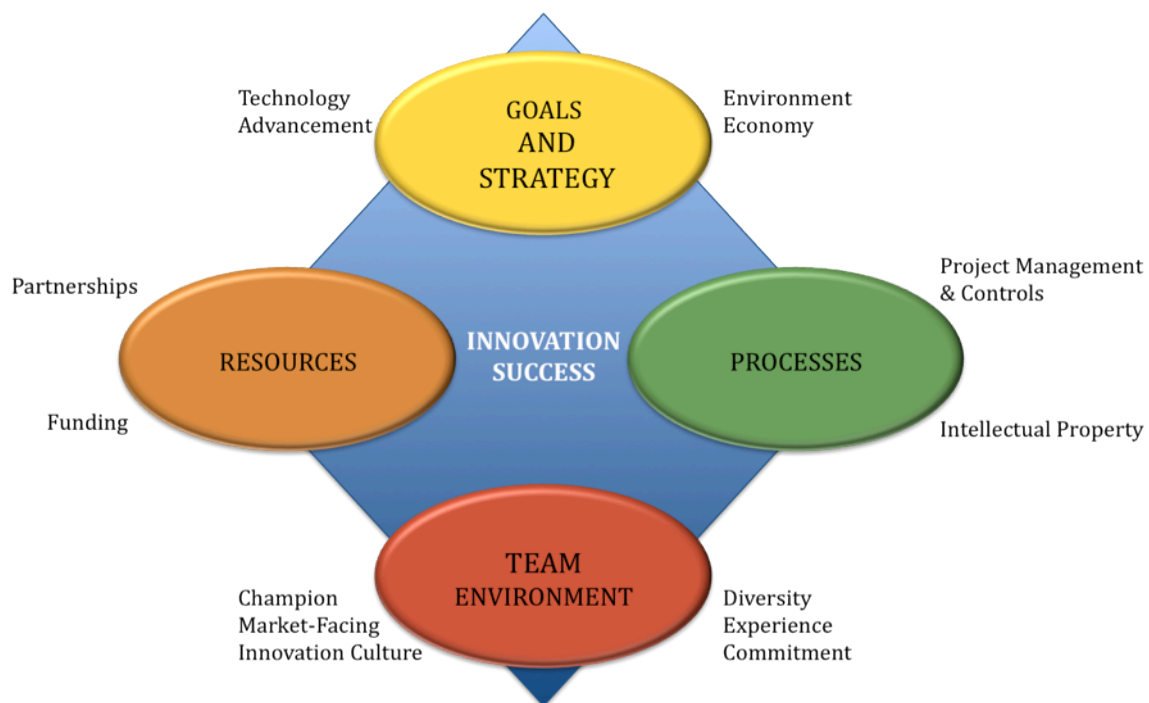 Technology
Advancement
GOALS
AND
STRATEGY
Environment
Economy
Partnerships
Funding
RESOURCES
INNOVATION
SUCCESS
PROCESSES
Project Management
& Controls
Intellectual Property
TEAM
ENVIRONMENT
Champion
Market-Facing
Innovation Culture
Diversity
Experience
Commitment